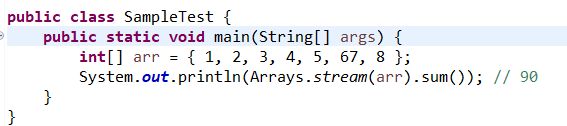 public class SampleTest {
    public static void main(String[] args) {
        int[] arr = { 1, 2, 3, 4, 5, 67, 8 };
        System.out.println(Arrays.stream(arr).sum()); // 90
    }
}